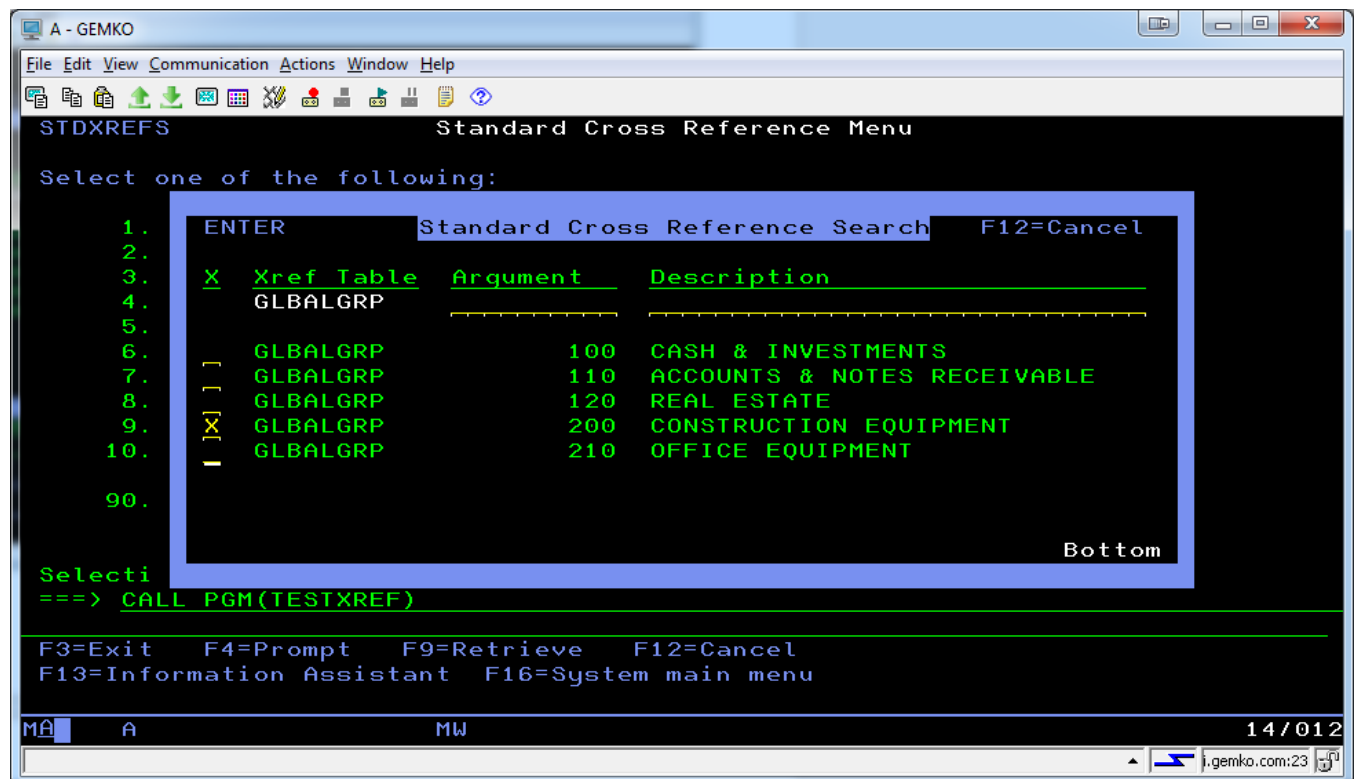 A - GEMKO
File Edit View Communication Actions Window Help
STDXREFS Standard Cross Reference Menu
Select one of the following:
1. ENTER Standard Cross Reference Search F12=Cancel
2.
3. X Xref Table Argument Description
4. GLBALGRP
5.
6. GLBALGRP 100 CASH & INVESTMENTS
7. GLBALGRP 110 ACCOUNTS & NOTES RECEIVABLE
8. GLBALGRP 120 REAL ESTATE
9. X GLBALGRP 200 CONSTRUCTION EQUIPMENT
10. GLBALGRP 210 OFFICE EQUIPMENT
90.
Bottom
Selecti
===> CALL PGM(TESTXREF)
F3=Exit F4=Prompt F9=Retrieve F12=Cancel
F13=Information Assistant F16=System main menu
MA A MW 14/012
i.gemko.com:23